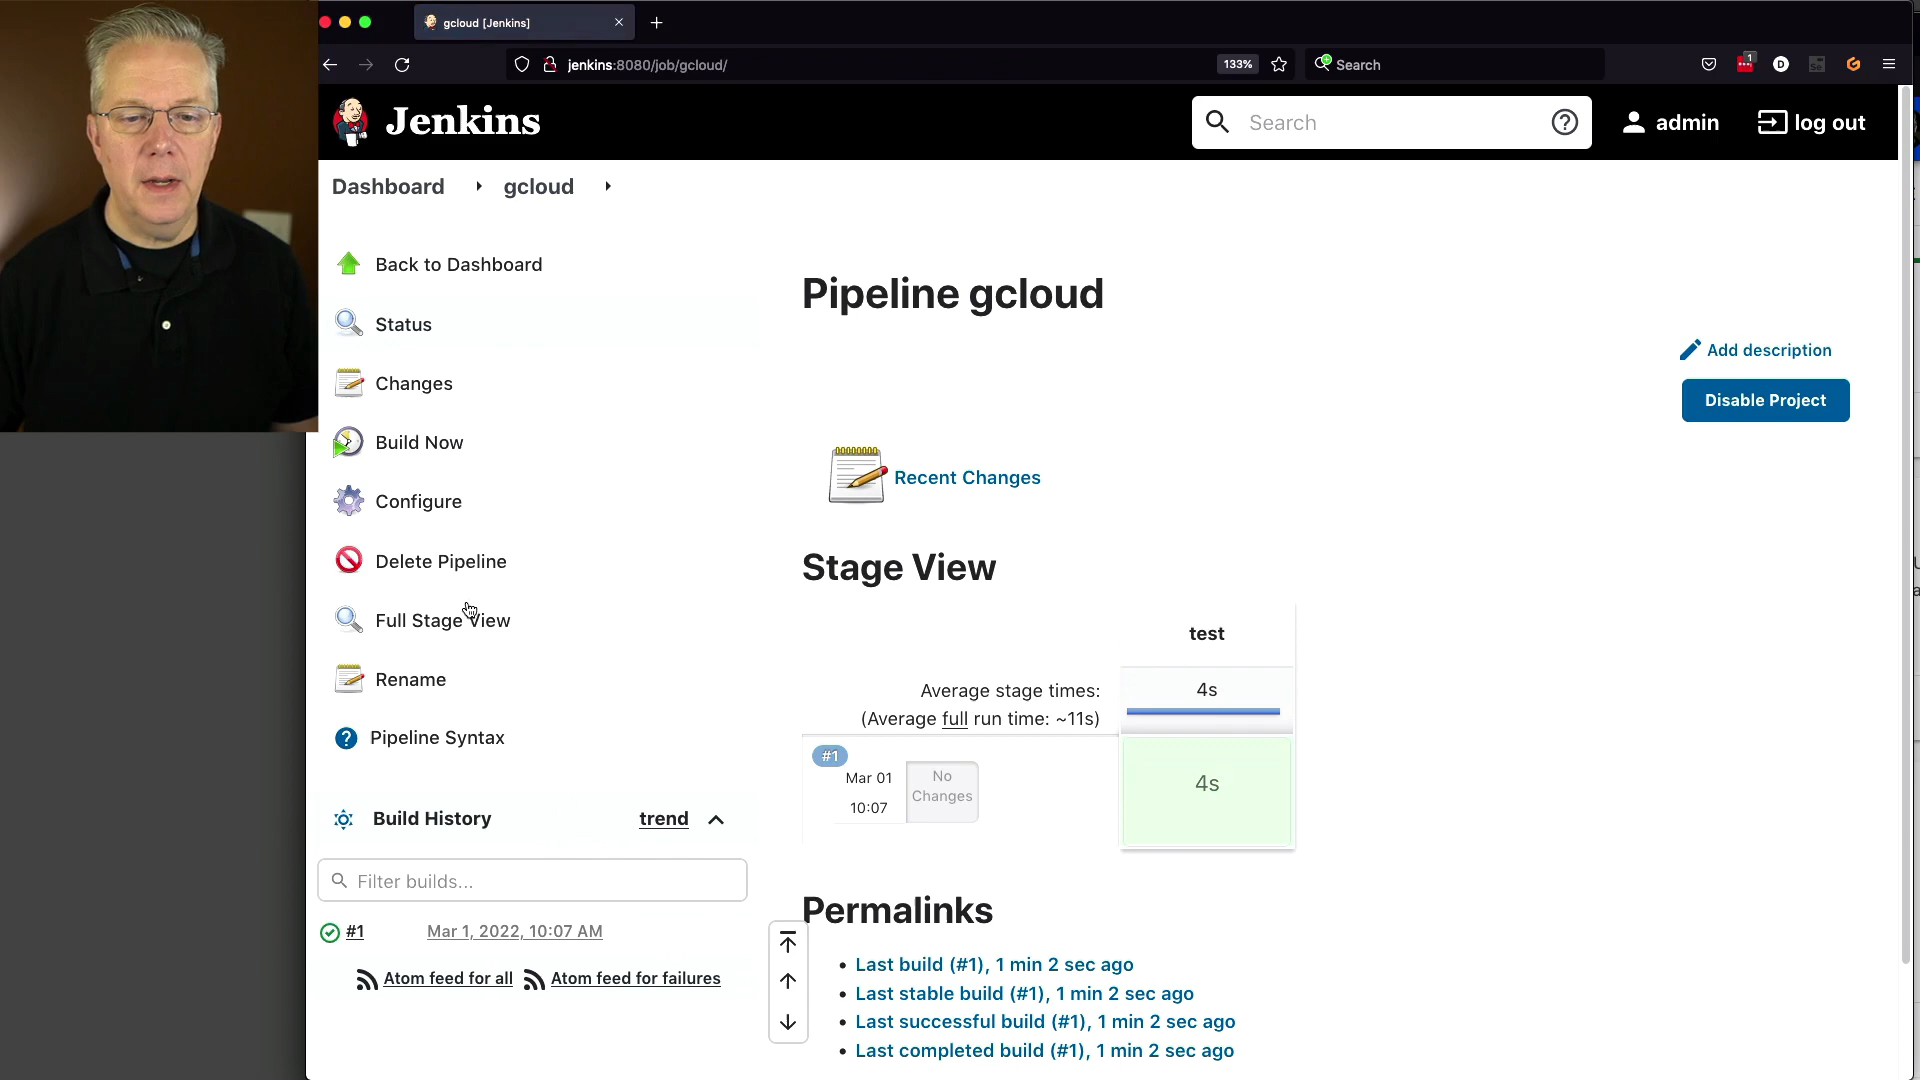 gcloud [Jenkins]
jenkins:8080/job/gcloud/
133%
Search
1
D
Se
Jenkins
Search
admin
log out
Dashboard
gcloud
Back to Dashboard
Status
Changes
Build Now
Configure
Delete Pipeline
Full Stage View
Rename
Pipeline Syntax
Build History
trend
Filter builds...
#1
Mar 1, 2022, 10:07 AM
Atom feed for all
Atom feed for failures
Pipeline gcloud
Add description
Disable Project
Recent Changes
Stage View
test
Average stage times:
4s
(Average full run time: ~11s)
#1
Mar 01
10:07
No
Changes
4s
Permalinks
Last build (#1), 1 min 2 sec ago
Last stable build (#1), 1 min 2 sec ago
Last successful build (#1), 1 min 2 sec ago
Last completed build (#1), 1 min 2 sec ago